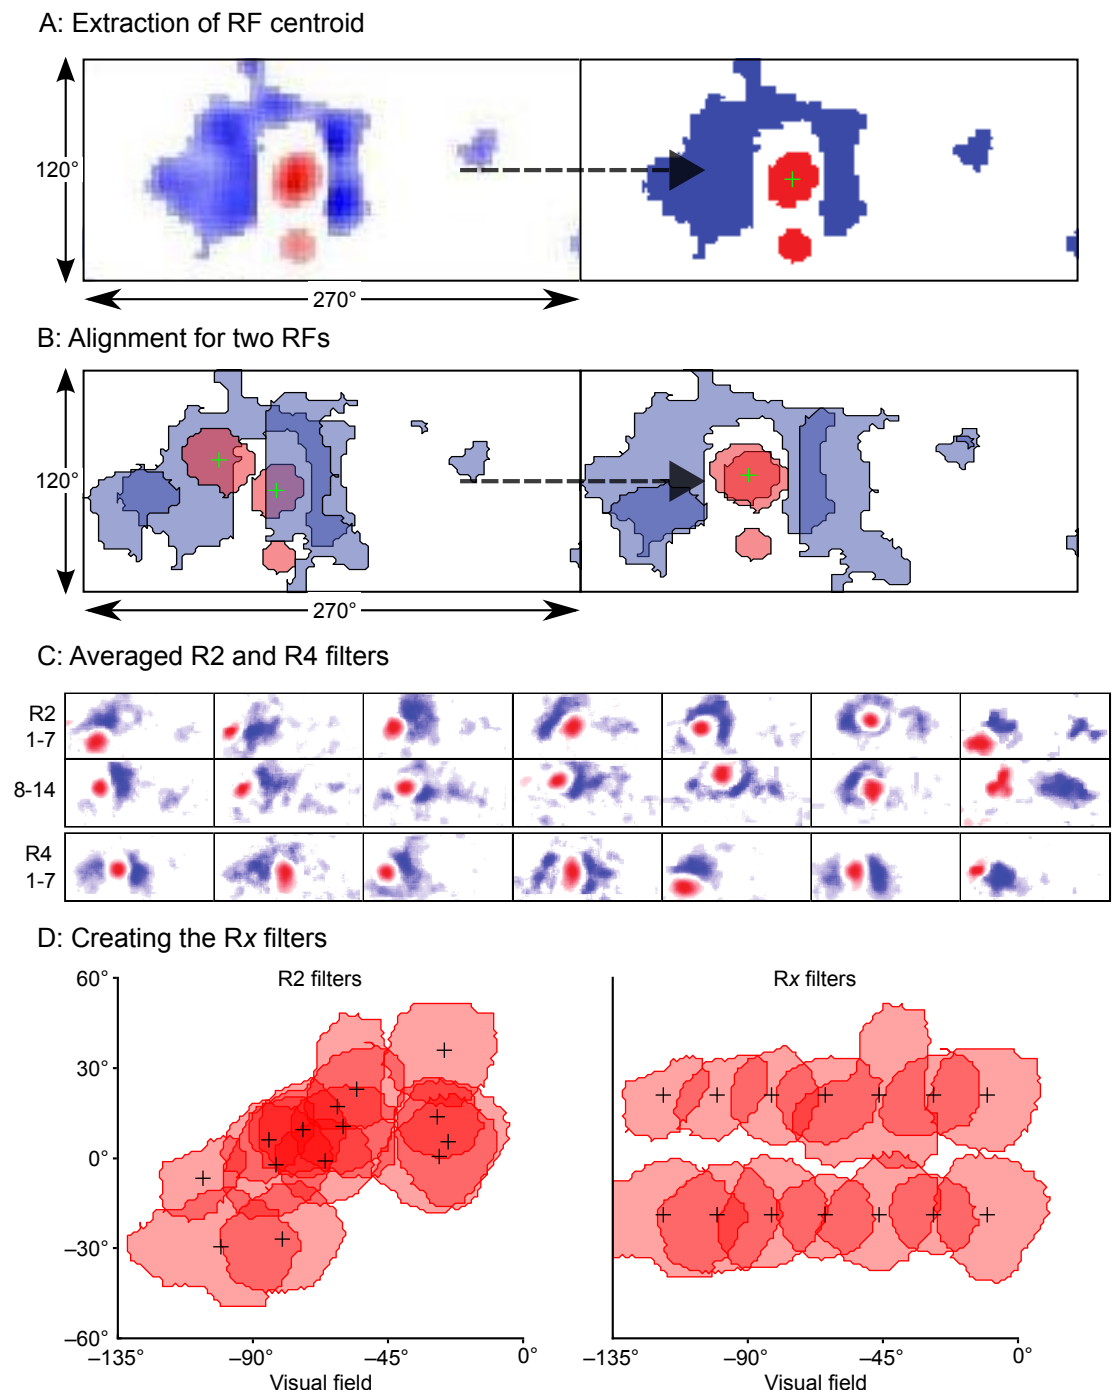 A: Extraction of RF centroid
120°
270°
B: Alignment for two RFs
120°
270°
C: Averaged R2 and R4 filters
R2
1-7
8-14
R4
1-7
D: Creating the Rx filters
R2 filters
Rx filters
60°
30°
0°
–30°
–60°
–135°
–90°
–45°
0°
–135°
–90°
–45°
0°
Visual field
Visual field